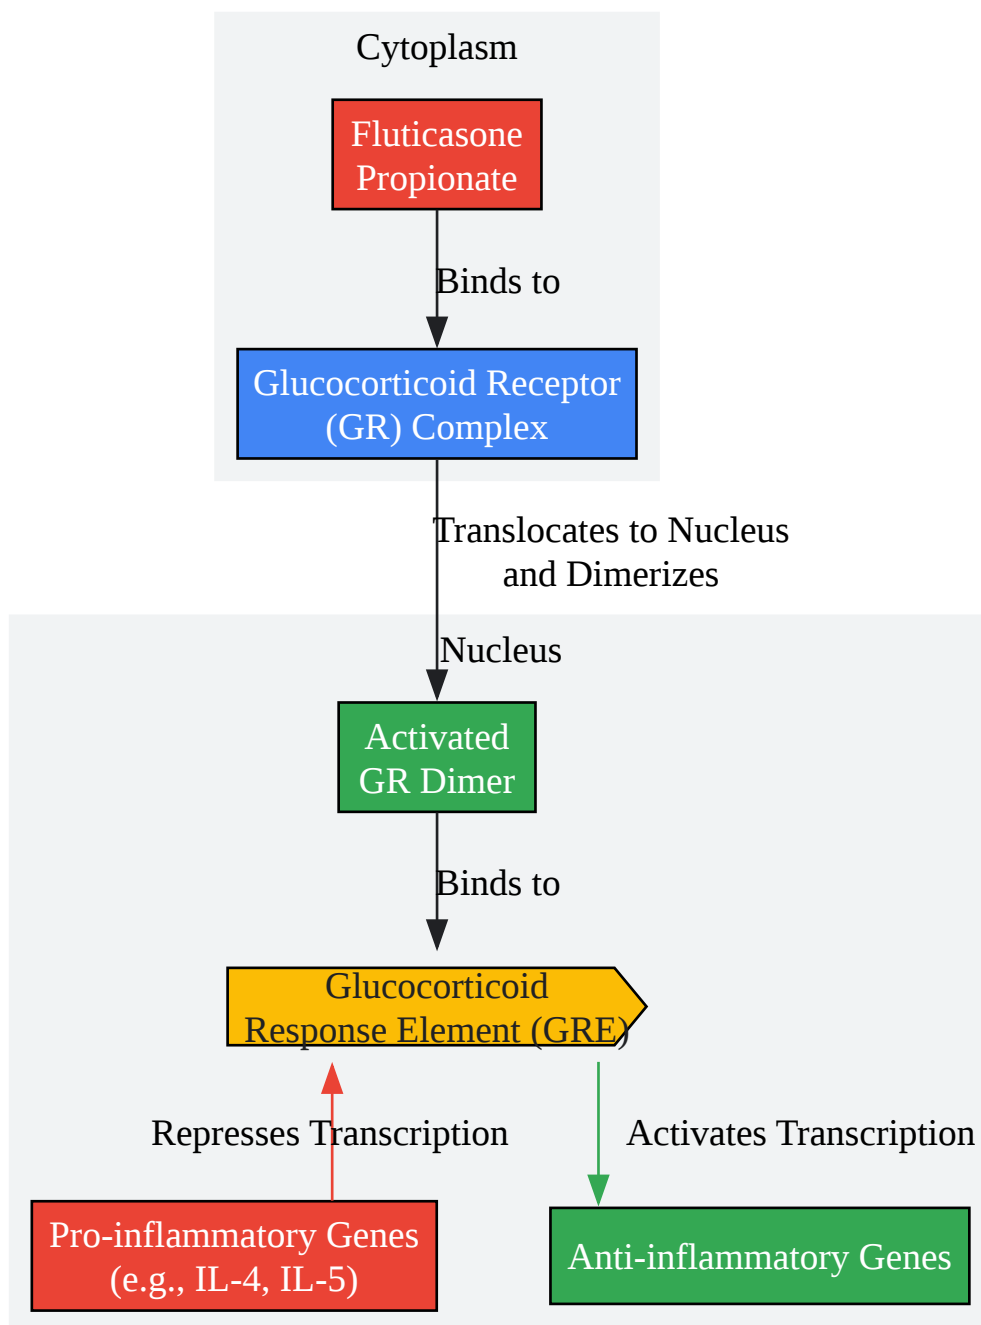 Cytoplasm
Fluticasone
Propionate
Binds to
Glucocorticoid Receptor
(GR) Complex
Translocates to Nucleus
and Dimerizes
Nucleus
Activated
GR Dimer
Binds to
Glucocorticoid
Response Element (GRE)
Represses Transcription
Activates Transcription
Pro-inflammatory Genes
(e.g., IL-4, IL-5)
Anti-inflammatory Genes